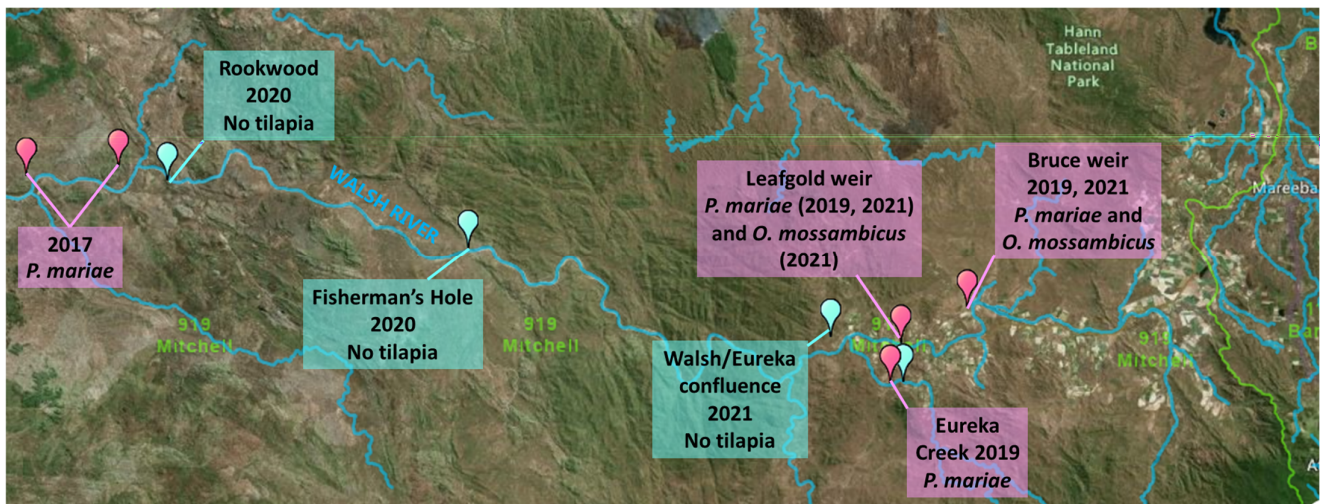 Hann
Tableland
National
Park
Rookwood
2020
No tilapia
WALSH RIVER
2017
P. mariae
Fisherman's Hole
2020
No tilapia
919
Mitchell
919
Mitchell
Leafgold weir
P. mariae (2019, 2021)
and O. mossambicus
(2021)
Bruce weir
2019, 2021
P. mariae and
O. mossambicus
Mareeba
Walsh/Eureka
confluence
2021
No tilapia
Mitchell
919
Mitchell
Eureka
Creek 2019
P. mariae